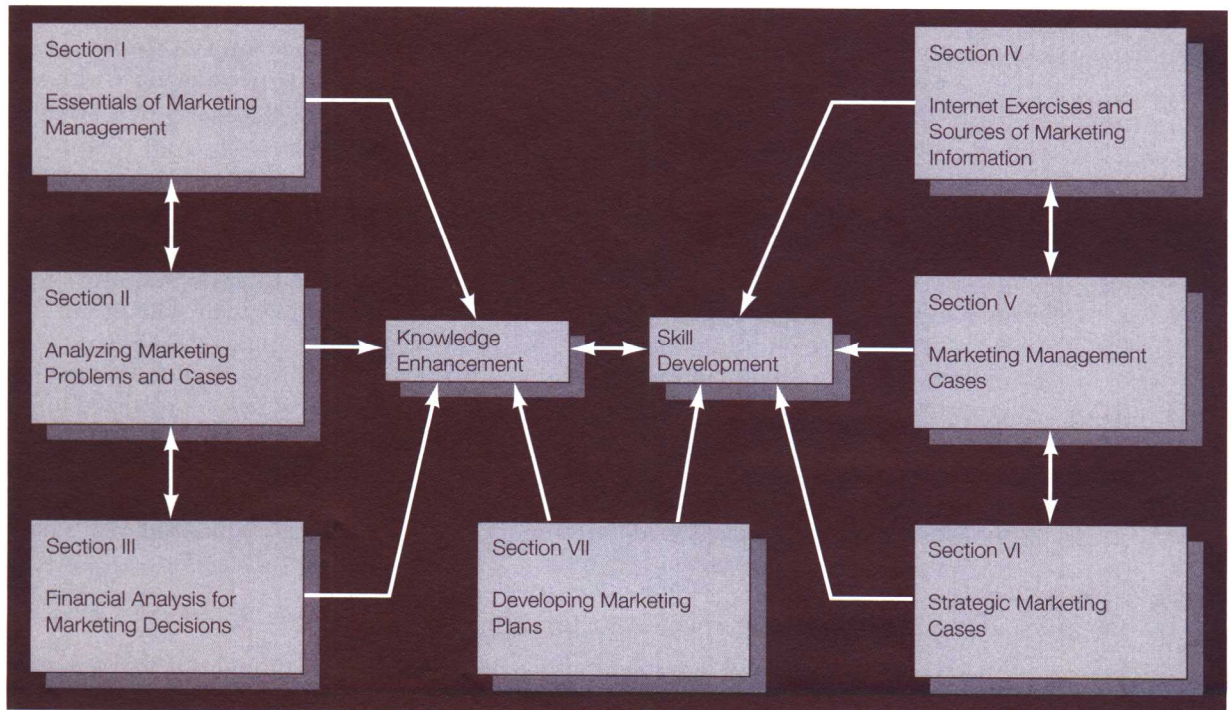 Section I
Essentials of Marketing
Management
Section II
Analyzing Marketing
Problems and Cases
Section III
Financial Analysis for
Marketing Decisions
Knowledge
Enhancement
Skill
Development
Section VII
Developing Marketing
Plans
Section IV
Internet Exercises and
Sources of Marketing
Information
Section V
Marketing Management
Cases
Section VI
Strategic Marketing
Cases